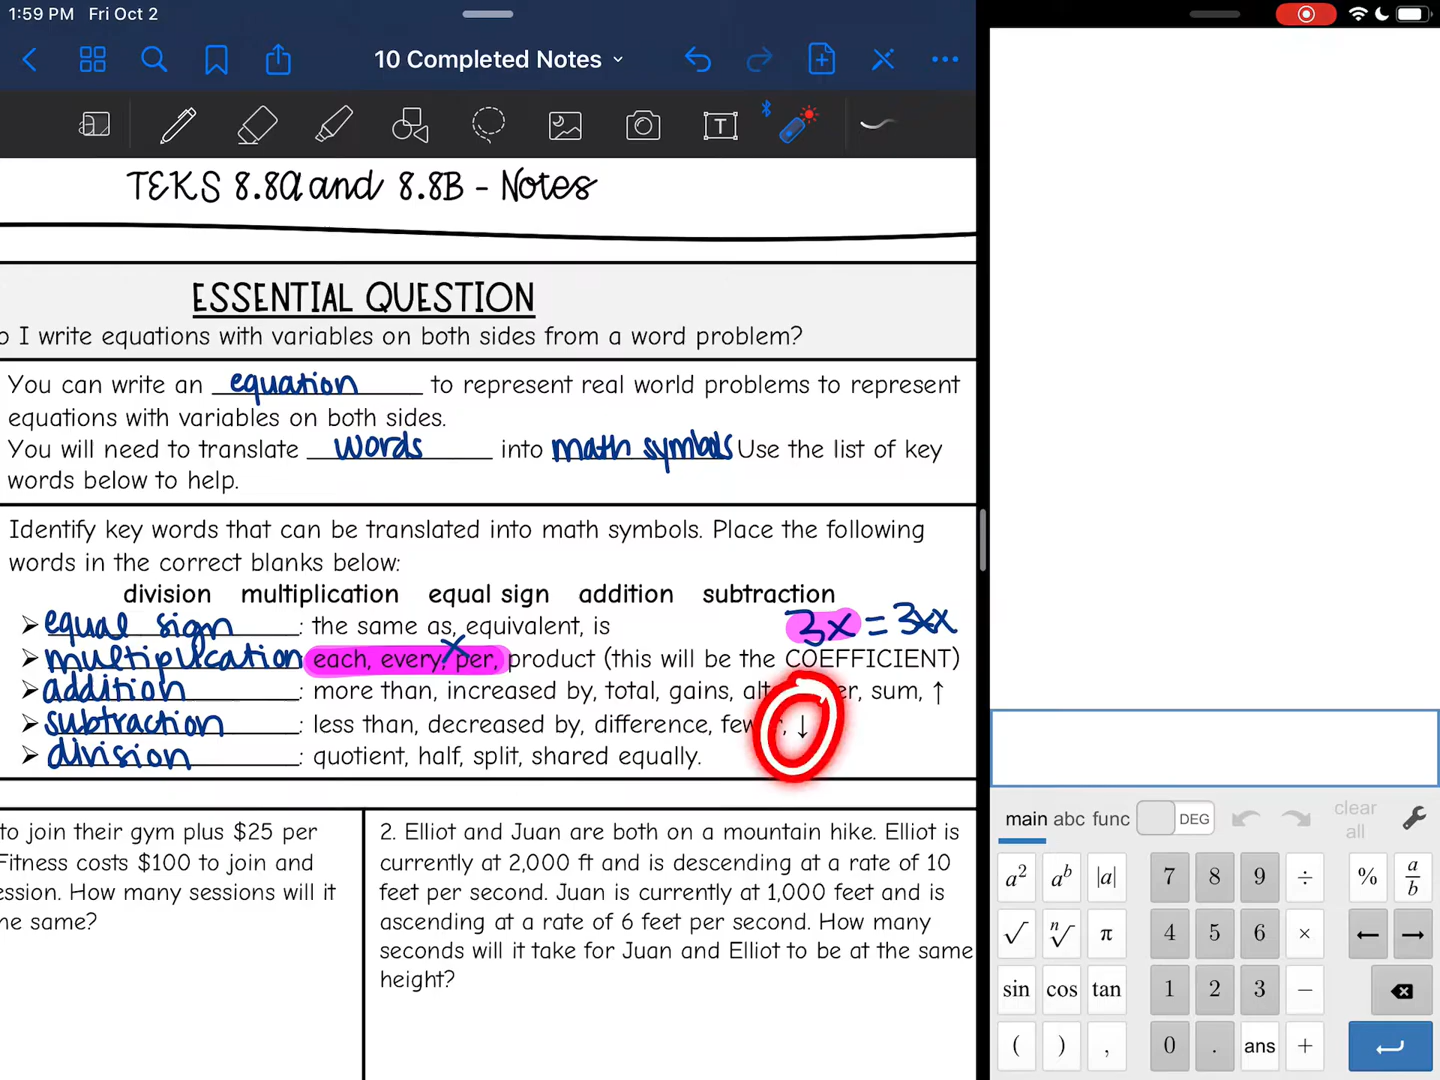 1:59 PM Fri Oct 2
10 Completed Notes
TEKS 8.8A and 8.8B - Notes
ESSENTIAL QUESTION
o I write equations with variables on both sides from a word problem?
You can write an equation to represent real world problems to represent
equations with variables on both sides.
You will need to translate words into math symbols Use the list of key
words below to help.
Identify key words that can be translated into math symbols. Place the following
words in the correct blanks below:
division multiplication equal sign addition subtraction
➤ equal sign : the same as, equivalent, is 3x = 3×x
x
➤ multiplication each, every, per, product (this will be the COEFFICIENT)
➤ addition : more than, increased by, total, gains, sum, ↑
➤ subtraction : less than, decreased by, difference, ↓
➤ division : quotient, half, split, shared equally.
to join their gym plus $25 per
Fitness costs $100 to join and
ession. How many sessions will it
ne same?
2. Elliot and Juan are both on a mountain hike. Elliot is
currently at 2,000 ft and is descending at a rate of 10
feet per second. Juan is currently at 1,000 feet and is
ascending at a rate of 6 feet per second. How many
seconds will it take for Juan and Elliot to be at the same
height?
main abc func DEG clear all
a² aᵇ |a| 7 8 9 ÷ % a/b
√ ⁿ√ π 4 5 6 × ← →
sin cos tan 1 2 3 −
( ) , 0 . ans +